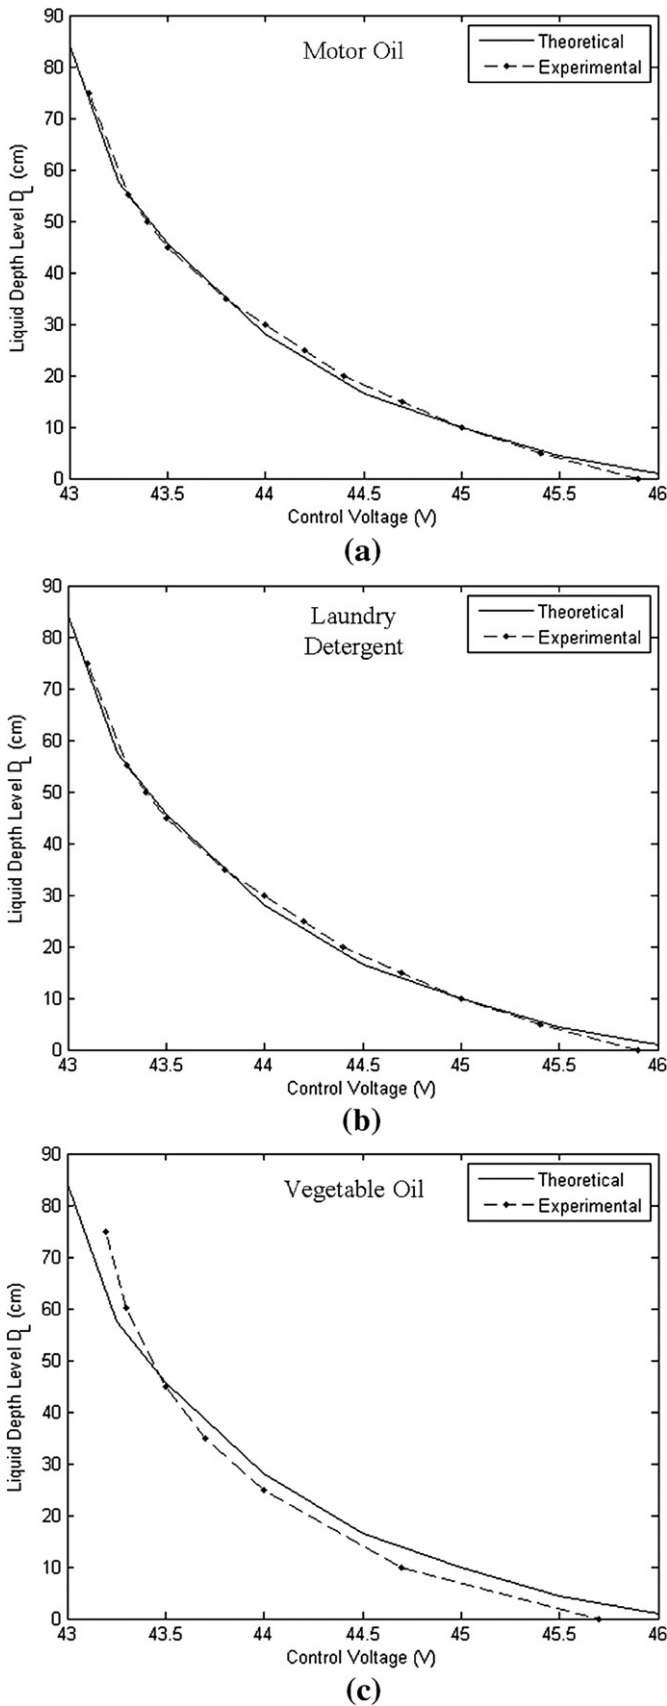 Motor Oil
Theoretical
Experimental
Liquid Depth Level DL (cm)
90
80
70
60
50
40
30
20
10
0
43 43.5 44 44.5 45 45.5 46
Control Voltage (V)
(a)
Laundry
Detergent
Theoretical
Experimental
Liquid Depth Level DL (cm)
90
80
70
60
50
40
30
20
10
0
43 43.5 44 44.5 45 45.5 46
Control Voltage (V)
(b)
Vegetable Oil
Theoretical
Experimental
Liquid Depth Level DL (cm)
90
80
70
60
50
40
30
20
10
0
43 43.5 44 44.5 45 45.5 46
Control Voltage (V)
(c)